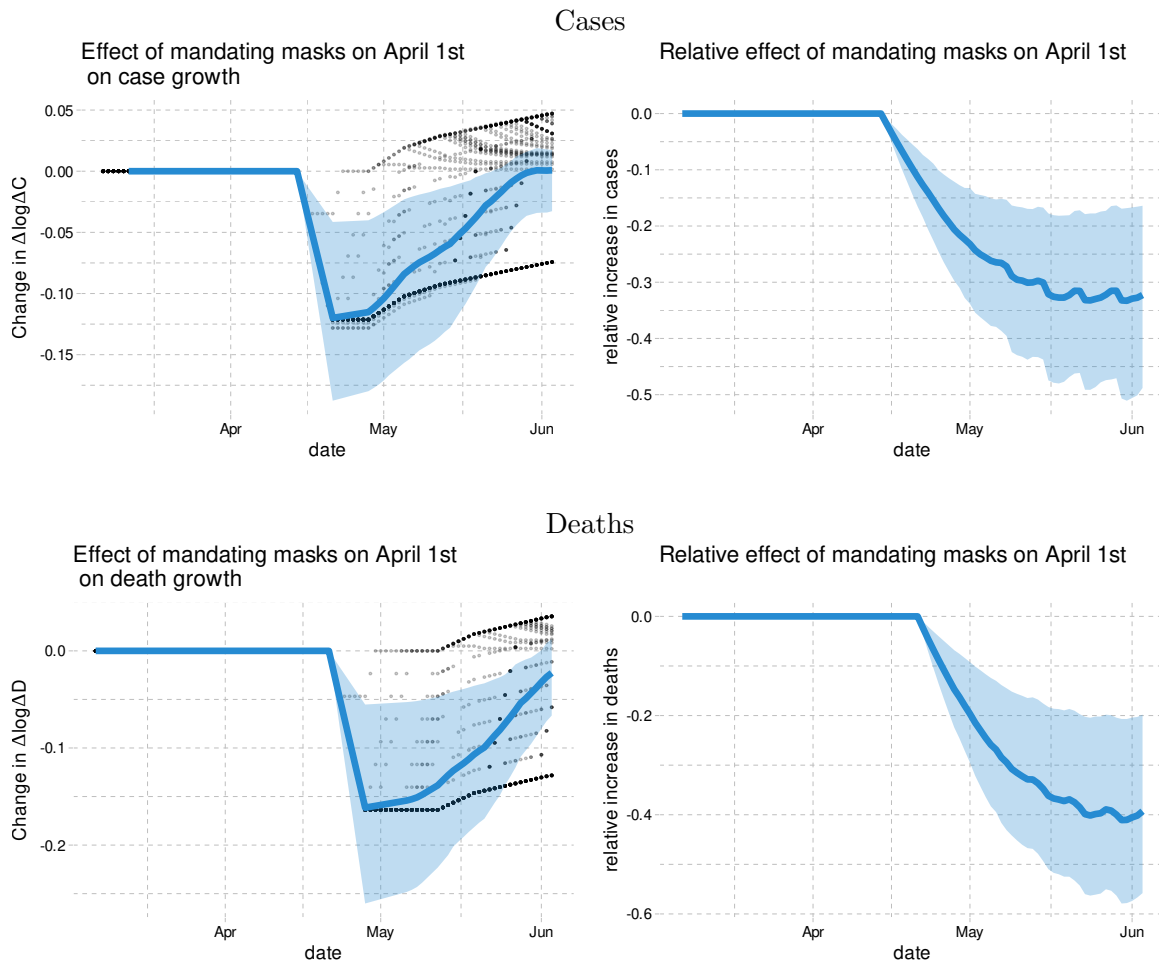 Cases
Effect of mandating masks on April 1st
on case growth
Relative effect of mandating masks on April 1st
Change in ΔlogΔC
0.05
0.00
-0.05
-0.10
-0.15
Apr
May
Jun
date
relative increase in cases
0.0
-0.1
-0.2
-0.3
-0.4
-0.5
Apr
May
Jun
date
Deaths
Effect of mandating masks on April 1st
on death growth
Relative effect of mandating masks on April 1st
Change in ΔlogΔD
0.0
-0.1
-0.2
Apr
May
Jun
date
relative increase in deaths
0.0
-0.2
-0.4
-0.6
Apr
May
Jun
date